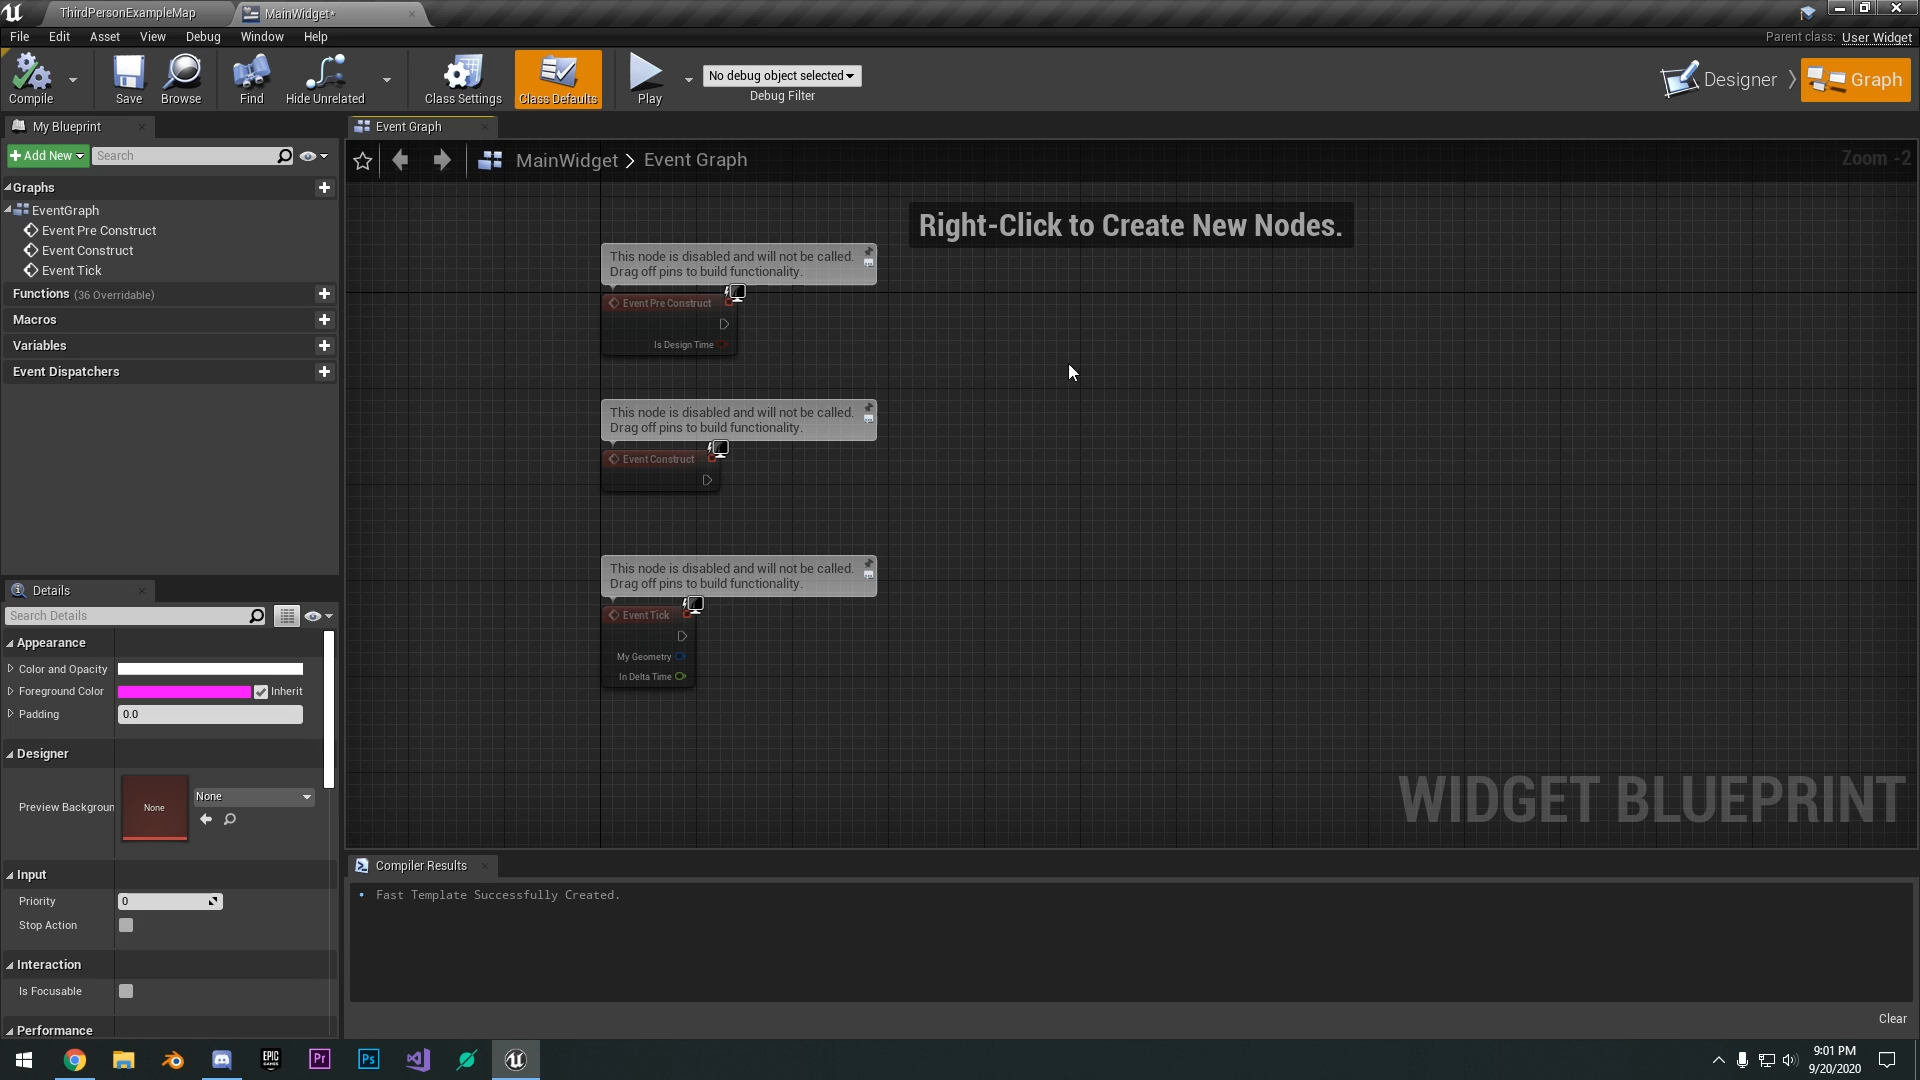 ThirdPersonExampleMap
MainWidget*
File Edit Asset View Debug Window Help
Parent class: User Widget
Compile
Save
Browse
Find
Hide Unrelated
Class Settings
Class Defaults
Play
No debug object selected
Debug Filter
Designer
Graph
My Blueprint
Event Graph
Add New
Search
MainWidget > Event Graph
Zoom -2
Graphs
EventGraph
Event Pre Construct
Event Construct
Event Tick
Functions (36 Overridable)
Macros
Variables
Event Dispatchers
Right-Click to Create New Nodes.
This node is disabled and will not be called.
Drag off pins to build functionality.
Event Pre Construct
Is Design Time
This node is disabled and will not be called.
Drag off pins to build functionality.
Event Construct
This node is disabled and will not be called.
Drag off pins to build functionality.
Event Tick
My Geometry
In Delta Time
WIDGET BLUEPRINT
Details
Search Details
Appearance
Color and Opacity
Foreground Color
Inherit
Padding
0.0
Designer
Preview Backgroun
None
None
Input
Priority
0
Stop Action
Interaction
Is Focusable
Performance
Compiler Results
• Fast Template Successfully Created.
Clear
EPIC
GAMES
Pr
Ps
9:01 PM
9/20/2020